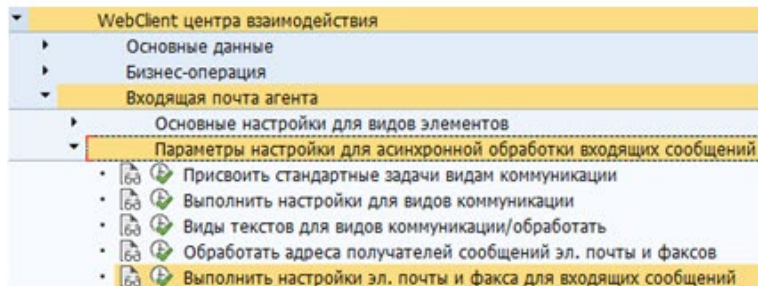 WebClient центра взаимодействия
Основные данные
Бизнес-операция
Входящая почта агента
Основные настройки для видов элементов
Параметры настройки для асинхронной обработки входящих сообщений
Присвоить стандартные задачи видам коммуникации
Выполнить настройки для видов коммуникации
Виды текстов для видов коммуникации/обработать
Обработать адреса получателей сообщений эл. почты и факсов
Выполнить настройки эл. почты и факса для входящих сообщений